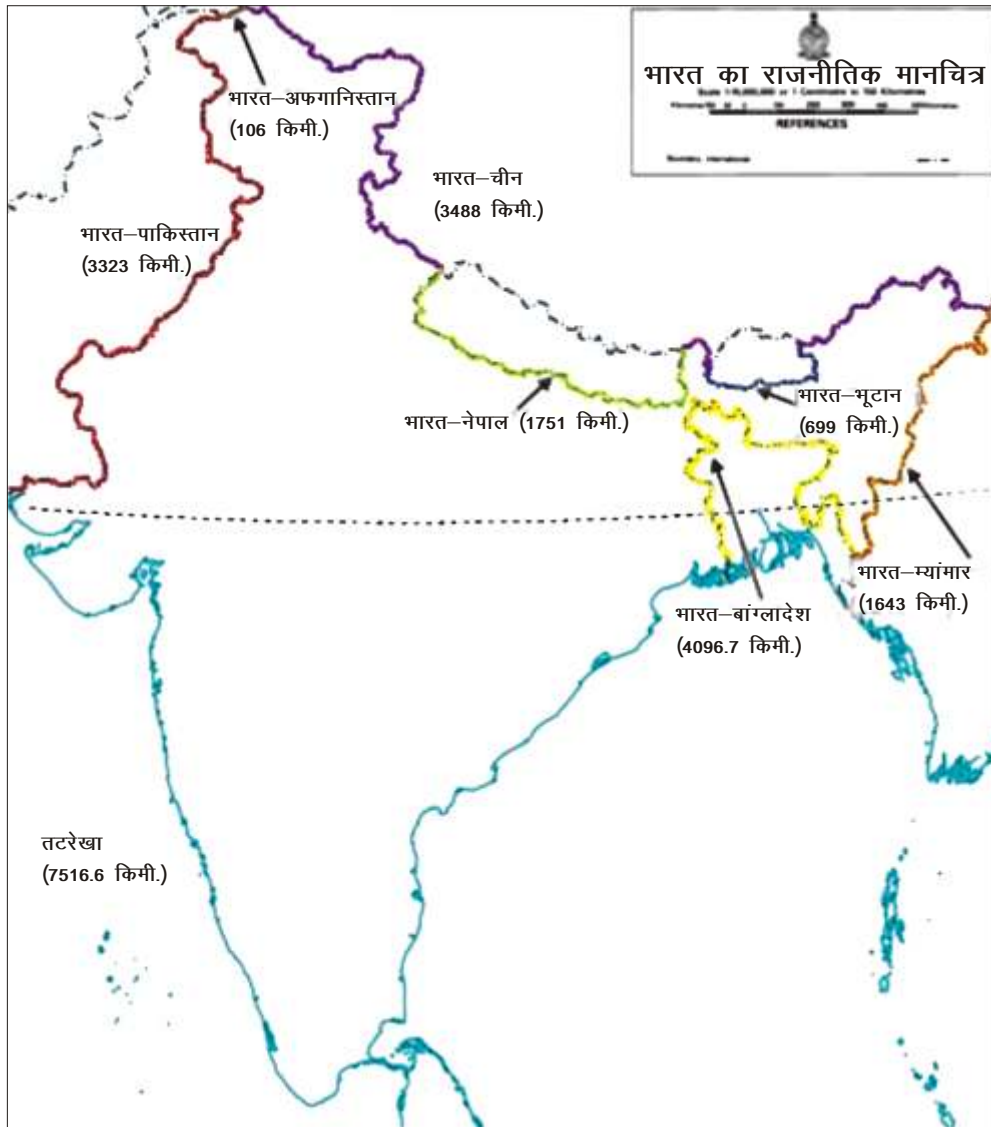 भारत का राजनीतिक मानचित्र
REFERENCES
भारत–अफगानिस्तान
(106 किमी.)
भारत–चीन
(3488 किमी.)
भारत–पाकिस्तान
(3323 किमी.)
भारत–नेपाल (1751 किमी.)
भारत–भूटान
(699 किमी.)
भारत–म्यांमार
(1643 किमी.)
भारत–बांग्लादेश
(4096.7 किमी.)
तटरेखा
(7516.6 किमी.)